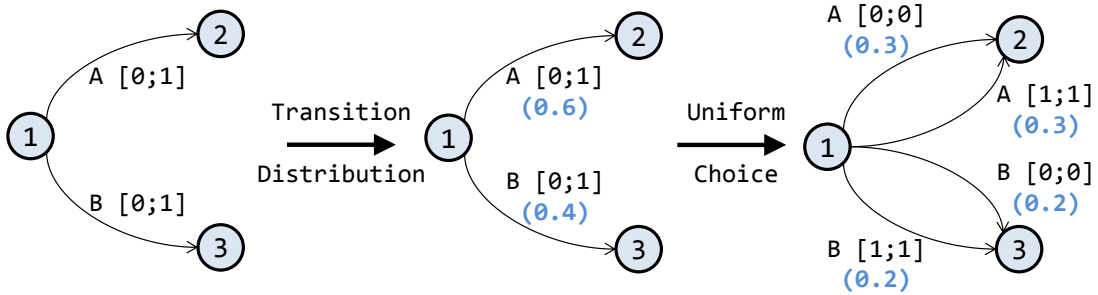 1
2
A [0;1]
B [0;1]
3
Transition
Distribution
1
2
A [0;1]
(0.6)
B [0;1]
(0.4)
3
Uniform
Choice
1
A [0;0]
(0.3)
2
A [1;1]
(0.3)
B [0;0]
(0.2)
3
B [1;1]
(0.2)